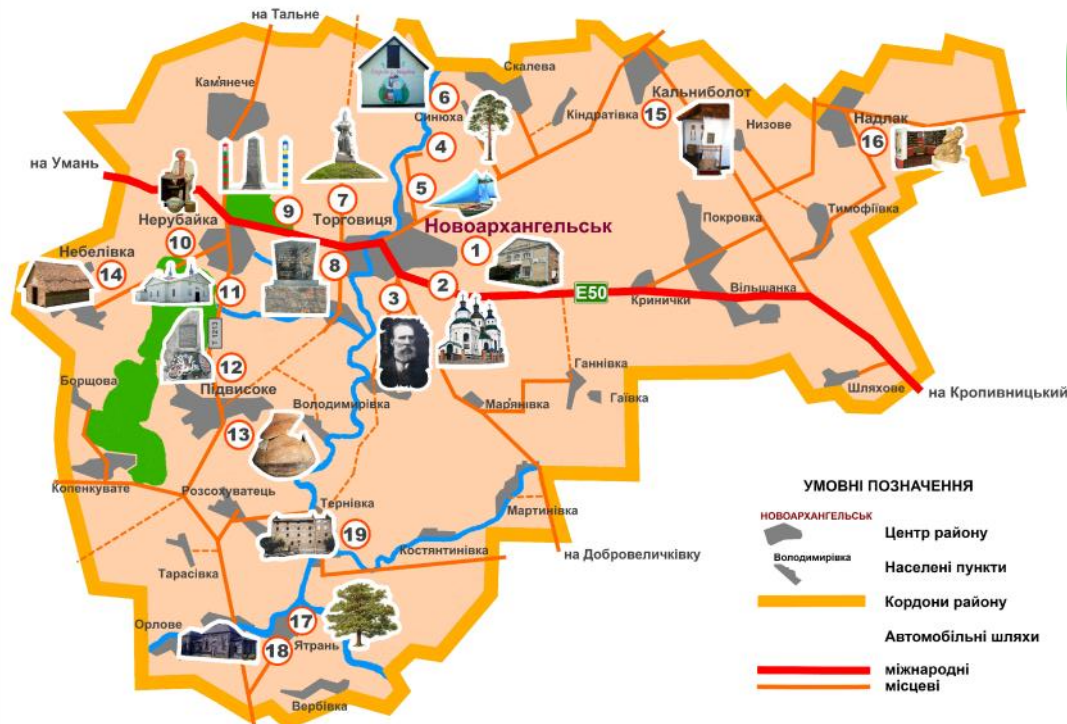 на Тальне
Скалева
6
Кам'янече
Синюха
Кіндратівка
15
Кальниболот
Низове
Надлак
16
на Умань
4
5
7
9
Торговиця
Новоархангельськ
Покровка
Тимофіївка
Нерубайка
10
Небелівка
14
1
8
2
11
3
E50
Кринички
Вільшанка
Т 1213
12
Ганнівка
Борщова
Підвисоке
Володимирівка
Мар'янівка
Гаївка
Шляхове
на Кропивницький
13
Копенкувате
Розсохуватець
Тернівка
Мартинівка
19
Костянтинівка
на Добровеличківку
Тарасівка
Орлове
17
18
Ятрань
Вербівка
УМОВНІ ПОЗНАЧЕННЯ
НОВОАРХАНГЕЛЬСЬК
Центр району
Володимирівка
Населені пункти
Кордони району
Автомобільні шляхи
міжнародні
місцеві